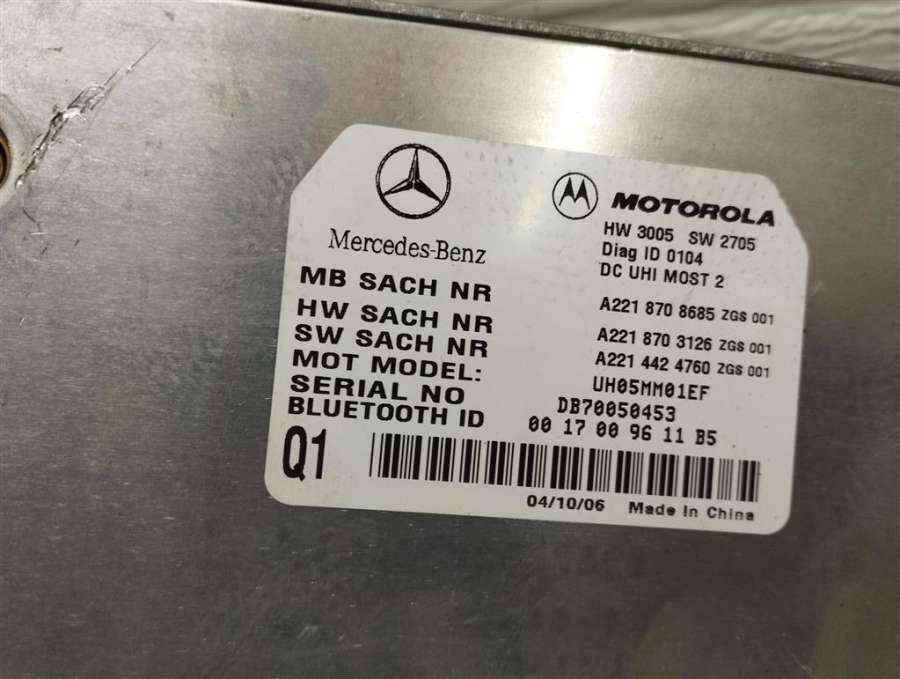 Mercedes-Benz
MOTOROLA
HW 3005 SW 2705
Diag ID 0104
DC UHI MOST 2
MB SACH NR A221 870 8685 ZGS 001
HW SACH NR A221 870 3126 ZGS 001
SW SACH NR A221 442 4760 ZGS 001
MOT MODEL: UH05MM01EF
SERIAL NO DB70050453
BLUETOOTH ID 00 17 00 96 11 B5
Q1
04/10/06 Made In China